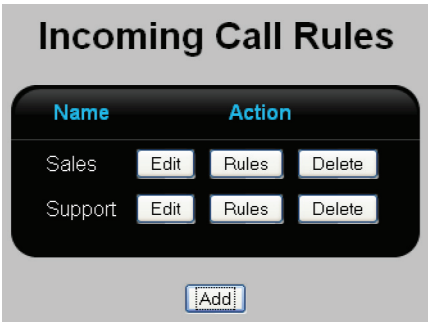 Incoming Call Rules
Name Action
Sales Edit Rules Delete
Support Edit Rules Delete
Add